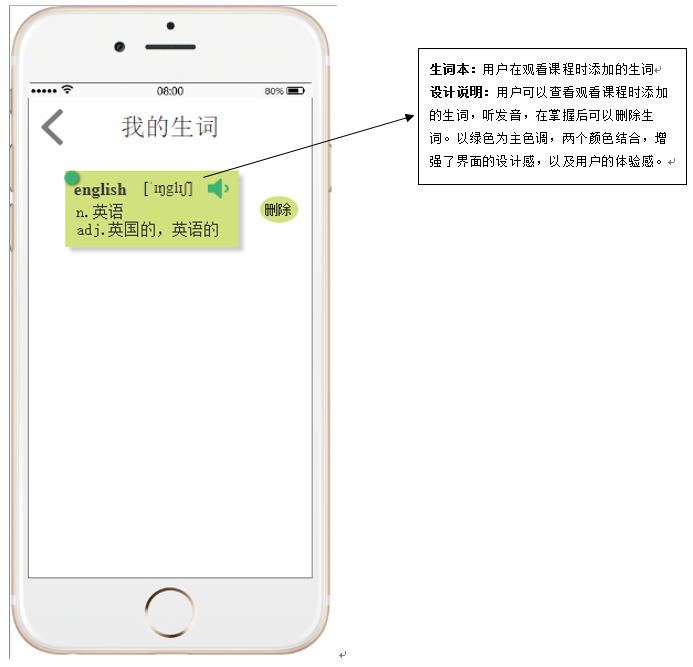 08:00
80%
我的生词
english [ˈɪŋglɪʃ]
n.英语
adj.英国的，英语的
删除
生词本：用户在观看课程时添加的生词
设计说明：用户可以查看观看课程时添加
的生词，听发音，在掌握后可以删除生
词。以绿色为主色调，两个颜色结合，增
强了界面的设计感，以及用户的体验感。